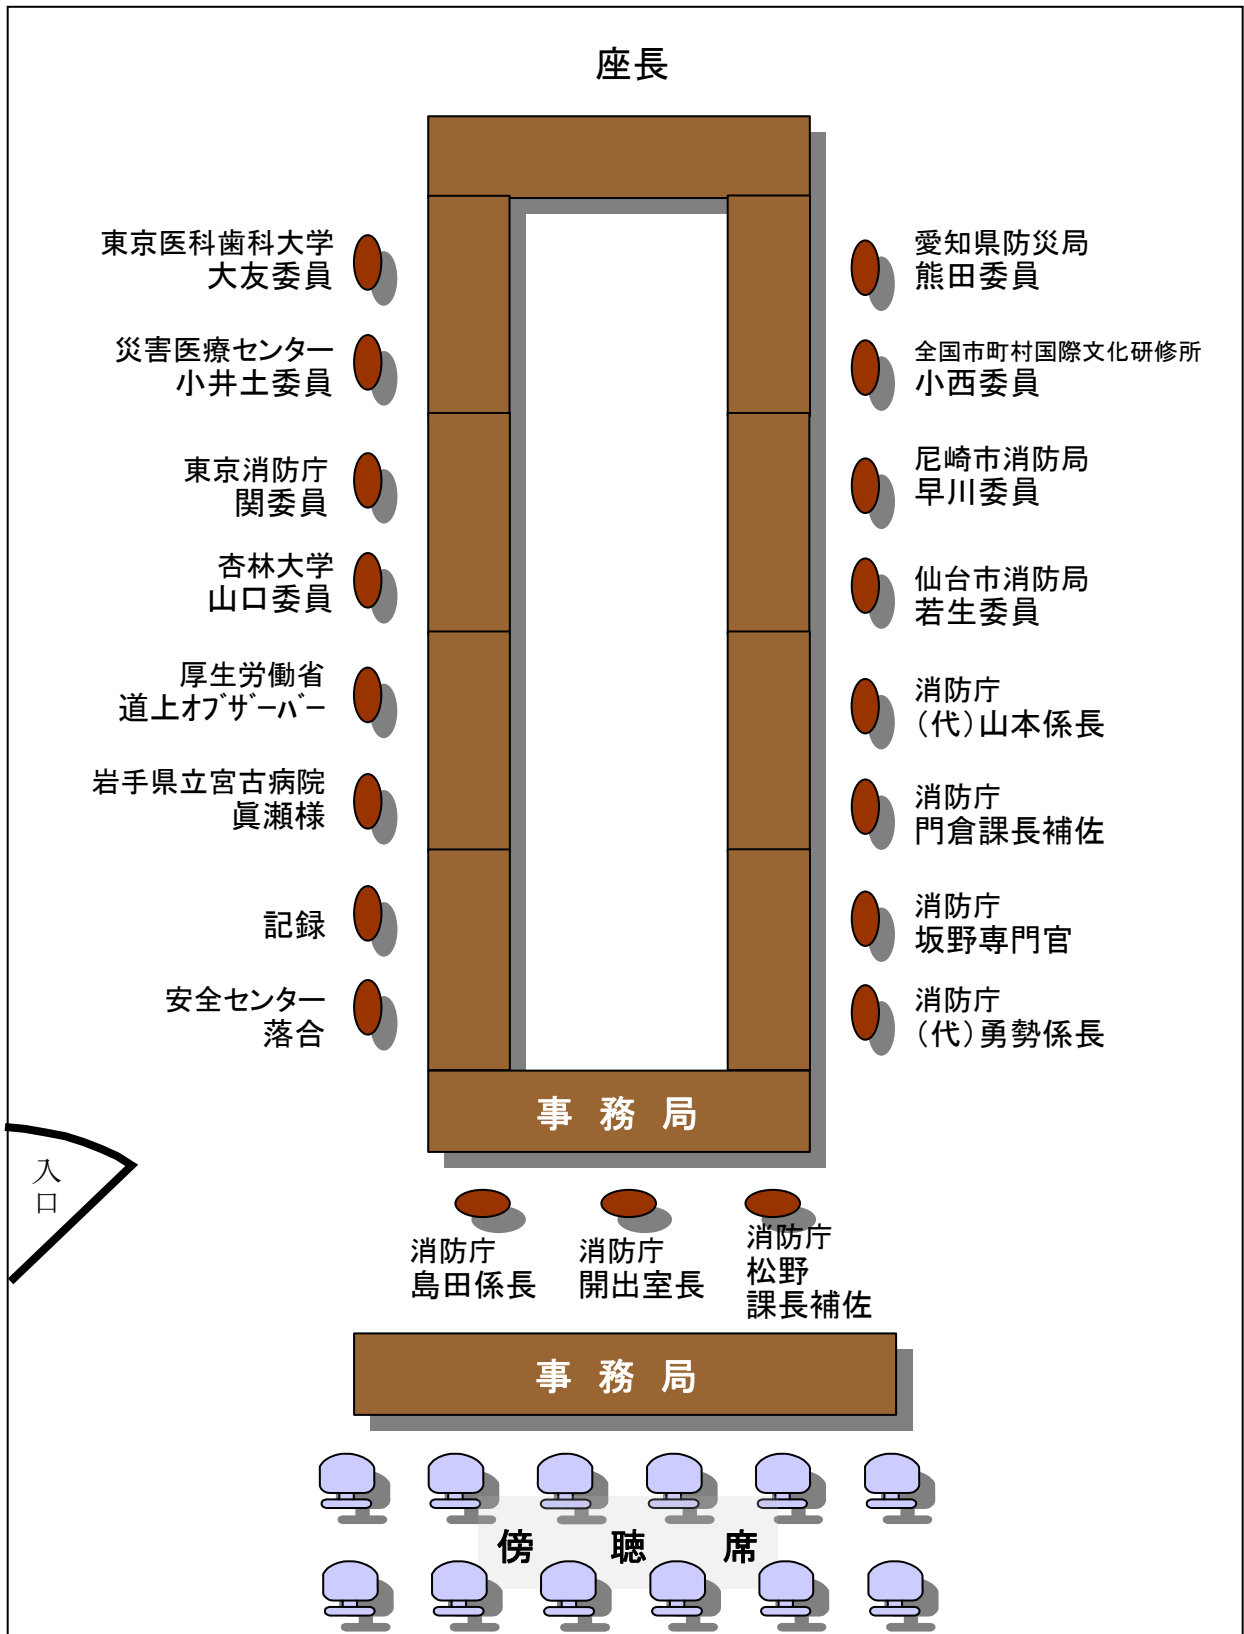 座長
東京医科歯科大学
大友委員
災害医療センター
小井土委員
東京消防庁
関委員
杏林大学
山口委員
厚生労働省
道上ｵﾌﾞｻﾞｰﾊﾞｰ
岩手県立宮古病院
眞瀬様
記録
安全センター
落合
愛知県防災局
熊田委員
全国市町村国際文化研修所
小西委員
尼崎市消防局
早川委員
仙台市消防局
若生委員
消防庁
（代）山本係長
消防庁
門倉課長補佐
消防庁
坂野専門官
消防庁
（代）勇勢係長
事 務 局
入
口
消防庁
島田係長
消防庁
開出室長
消防庁
松野
課長補佐
事 務 局
傍 聴 席